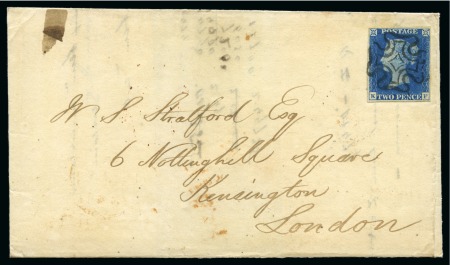 POSTAGE
K F
TWO PENCE
W. S. Stratford Esq
6 Nottinghill Square
Kensington
London